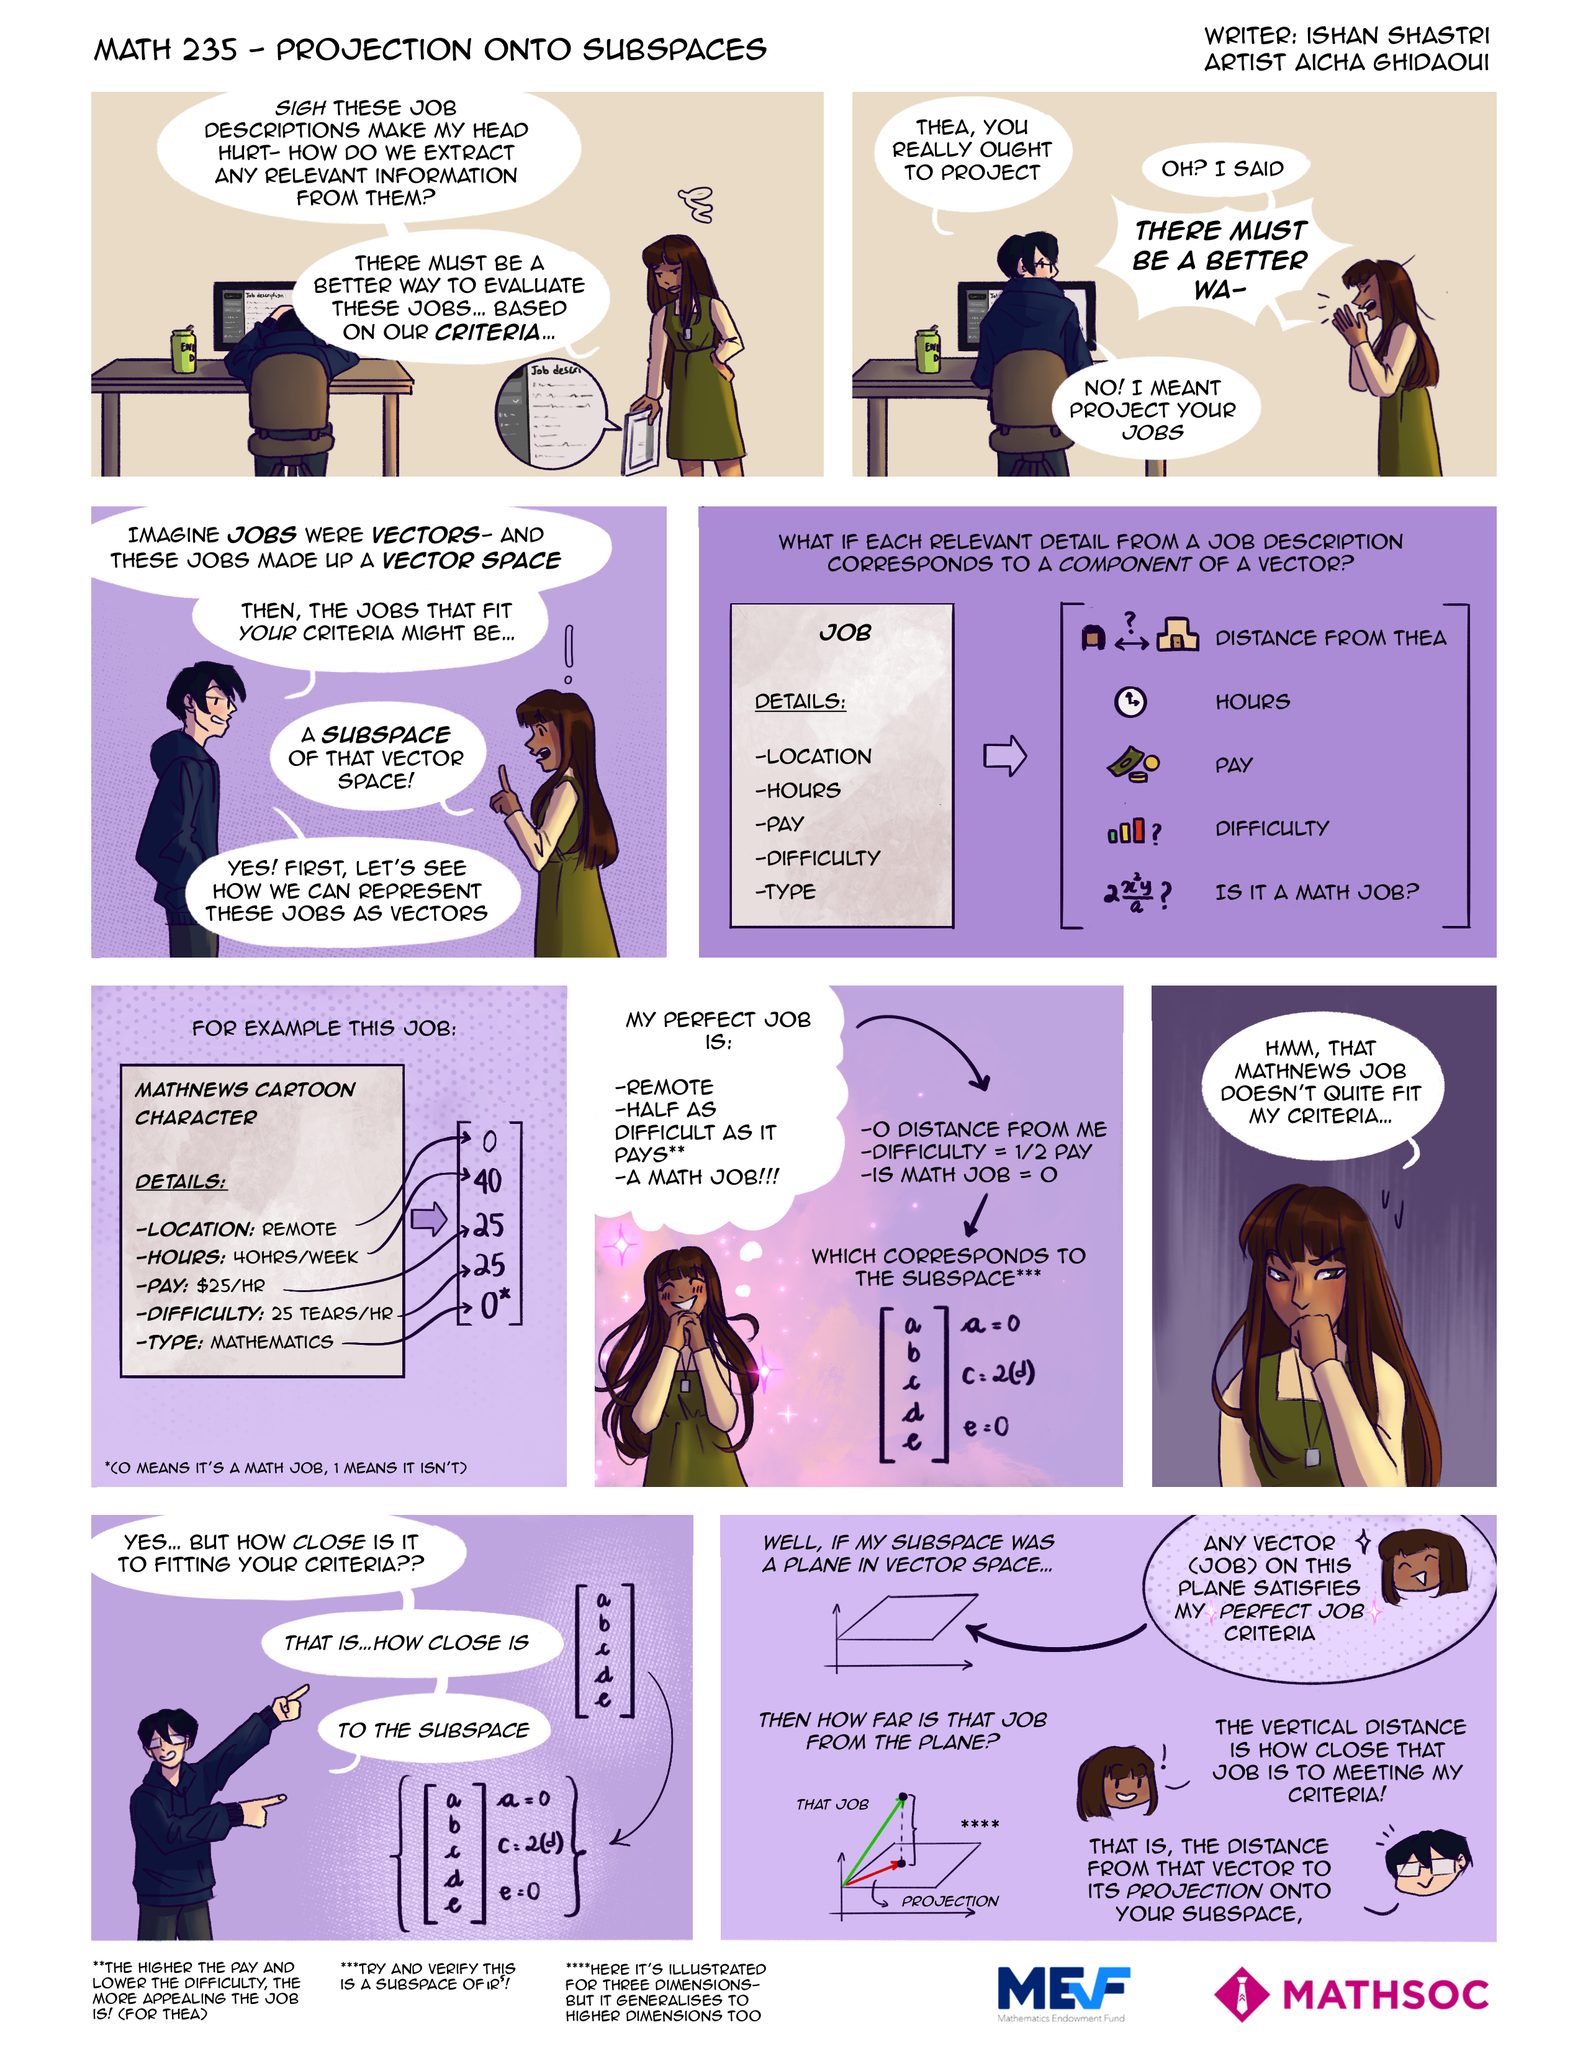 MATH 235 - PROJECTION ONTO SUBSPACES
WRITER: ISHAN SHASTRI
ARTIST AICHA GHIDAOUI
SIGH THESE JOB
DESCRIPTIONS MAKE MY HEAD
HURT- HOW DO WE EXTRACT
ANY RELEVANT INFORMATION
FROM THEM?
THERE MUST BE A
BETTER WAY TO EVALUATE
THESE JOBS... BASED
ON OUR CRITERIA...
Job description
Job descri
THEA, YOU
REALLY OUGHT
TO PROJECT
OH? I SAID
THERE MUST
BE A BETTER
WA-
NO! I MEANT
PROJECT YOUR
JOBS
IMAGINE JOBS WERE VECTORS- AND
THESE JOBS MADE UP A VECTOR SPACE
THEN, THE JOBS THAT FIT
YOUR CRITERIA MIGHT BE...
!
A SUBSPACE
OF THAT VECTOR
SPACE!
YES! FIRST, LET'S SEE
HOW WE CAN REPRESENT
THESE JOBS AS VECTORS
WHAT IF EACH RELEVANT DETAIL FROM A JOB DESCRIPTION
CORRESPONDS TO A COMPONENT OF A VECTOR?
JOB
DETAILS:
-LOCATION
-HOURS
-PAY
-DIFFICULTY
-TYPE
? DISTANCE FROM THEA
HOURS
PAY
? DIFFICULTY
2 x²y/a ? IS IT A MATH JOB?
FOR EXAMPLE THIS JOB:
MATHNEWS CARTOON
CHARACTER
DETAILS:
-LOCATION: REMOTE
-HOURS: 40HRS/WEEK
-PAY: $25/HR
-DIFFICULTY: 25 TEARS/HR
-TYPE: MATHEMATICS
0
40
25
25
0*
*(0 MEANS IT'S A MATH JOB, 1 MEANS IT ISN'T)
MY PERFECT JOB
IS:
-REMOTE
-HALF AS
DIFFICULT AS IT
PAYS**
-A MATH JOB!!!
-0 DISTANCE FROM ME
-DIFFICULTY = 1/2 PAY
-IS MATH JOB = 0
WHICH CORRESPONDS TO
THE SUBSPACE***
a a=0
b
c c=2(d)
d
e e=0
HMM, THAT
MATHNEWS JOB
DOESN'T QUITE FIT
MY CRITERIA...
YES... BUT HOW CLOSE IS IT
TO FITTING YOUR CRITERIA??
THAT IS...HOW CLOSE IS
a
b
c
d
e
TO THE SUBSPACE
a a=0
b
c c=2(d)
d
e e=0
WELL, IF MY SUBSPACE WAS
A PLANE IN VECTOR SPACE...
ANY VECTOR
(JOB) ON THIS
PLANE SATISFIES
MY PERFECT JOB
CRITERIA
THEN HOW FAR IS THAT JOB
FROM THE PLANE?
THAT JOB
****
PROJECTION
!
THE VERTICAL DISTANCE
IS HOW CLOSE THAT
JOB IS TO MEETING MY
CRITERIA!
THAT IS, THE DISTANCE
FROM THAT VECTOR TO
ITS PROJECTION ONTO
YOUR SUBSPACE,
**THE HIGHER THE PAY AND
LOWER THE DIFFICULTY, THE
MORE APPEALING THE JOB
IS! (FOR THEA)
***TRY AND VERIFY THIS
IS A SUBSPACE OF IR⁵!
****HERE IT'S ILLUSTRATED
FOR THREE DIMENSIONS-
BUT IT GENERALISES TO
HIGHER DIMENSIONS TOO
MEF
Mathematics Endowment Fund
MATHSOC